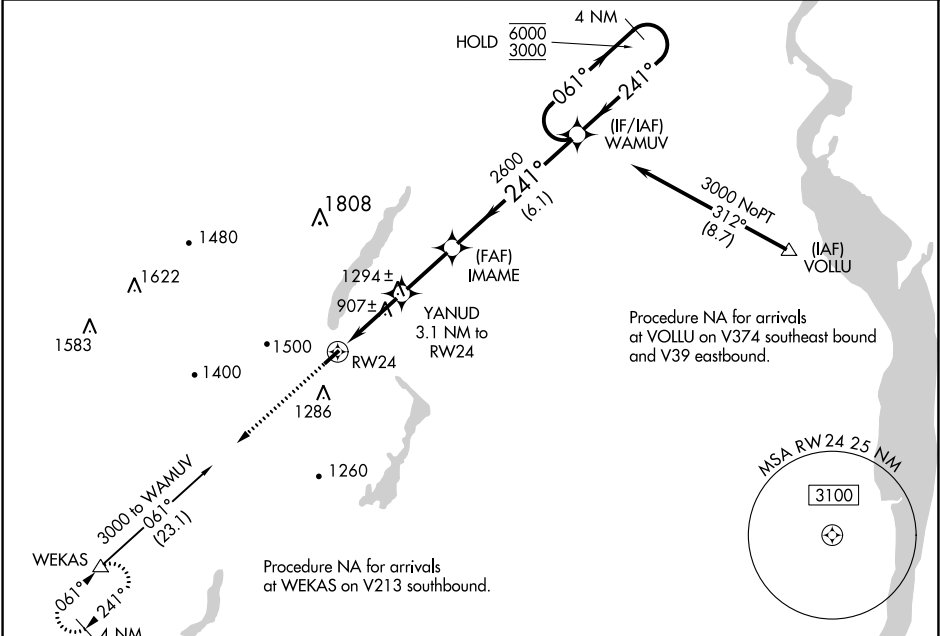 4 NM
HOLD 6000
3000
061°
241°
(IF/IAF)
WAMUV
2600
241°
(6.1)
3000 NoPT
312°
(8.7)
(IAF)
VOLLU
1808
1480
1622
1583
(FAF)
IMAME
1294±
907±
YANUD
3.1 NM to
RW24
RW24
1500
1400
1286
1260
Procedure NA for arrivals
at VOLLU on V374 southeast bound
and V39 eastbound.
MSA RW24 25 NM
3100
3000 to WAMUV
061°
(23.1)
WEKAS
061°
241°
4 NM
Procedure NA for arrivals
at WEKAS on V213 southbound.